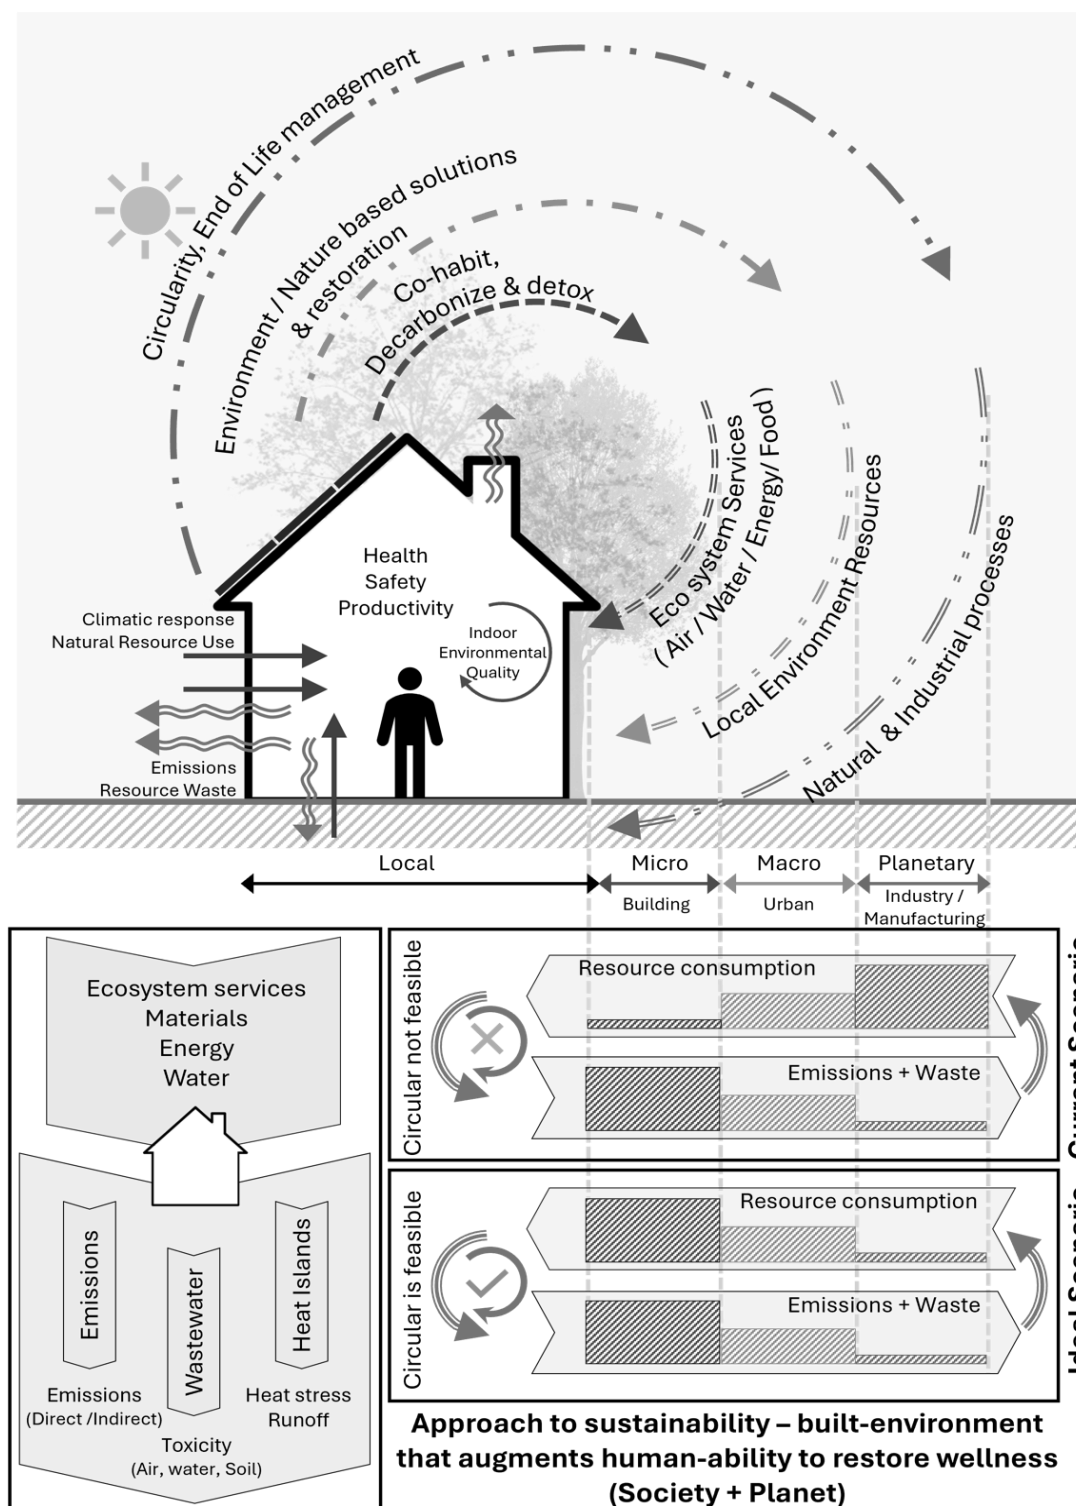 Circularity, End of Life management
Environment / Nature based solutions
& restoration
Co-habit,
Decarbonize & detox
Eco system Services
( Air / Water / Energy/ Food )
Local Environment Resources
Natural & Industrial processes
Health
Safety
Productivity
Indoor
Environmental
Quality
Climatic response
Natural Resource Use
Emissions
Resource Waste
Local
Micro
Macro
Planetary
Building
Urban
Industry /
Manufacturing
Ecosystem services
Materials
Energy
Water
Emissions
Wastewater
Heat Islands
Emissions
(Direct /Indirect)
Heat stress
Runoff
Toxicity
(Air, water, Soil)
Circular not feasible
Resource consumption
Emissions + Waste
Current Scenario
Circular is feasible
Resource consumption
Emissions + Waste
Ideal Scenario
Approach to sustainability – built-environment
that augments human-ability to restore wellness
(Society + Planet)